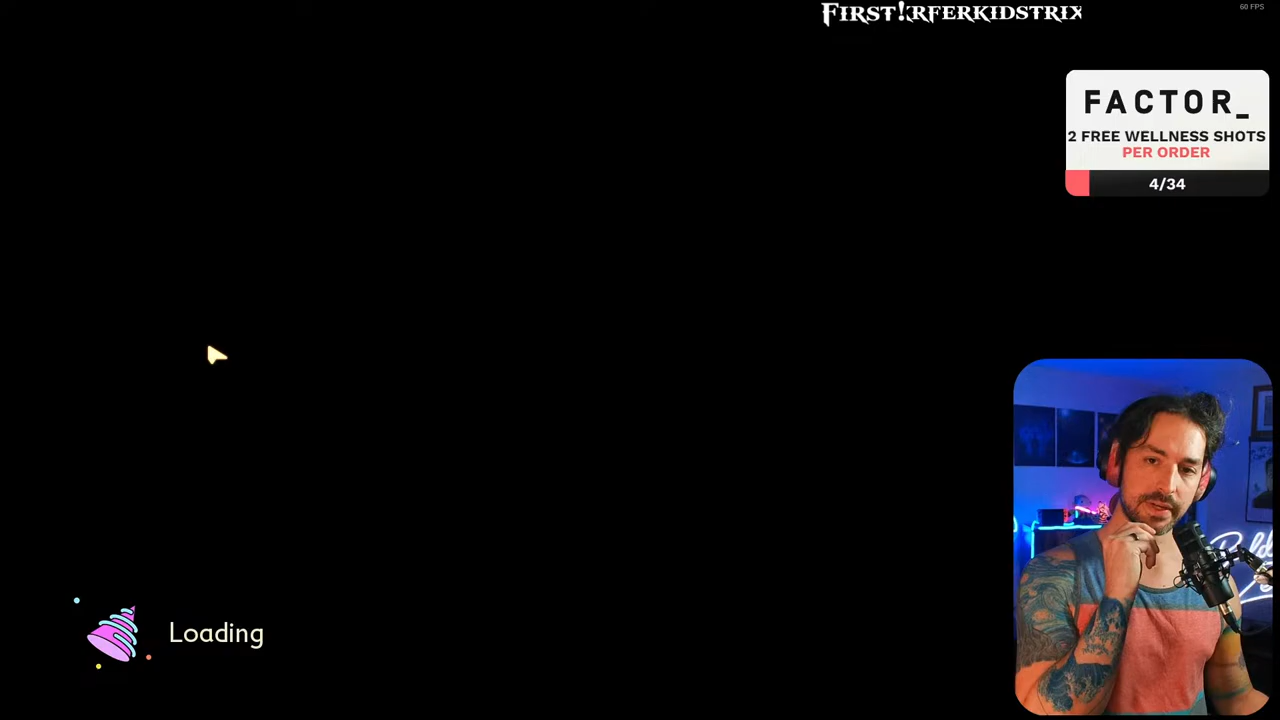 First!rferkidstrix
60 FPS
FACTOR_
2 FREE WELLNESS SHOTS
PER ORDER
4/34
Loading